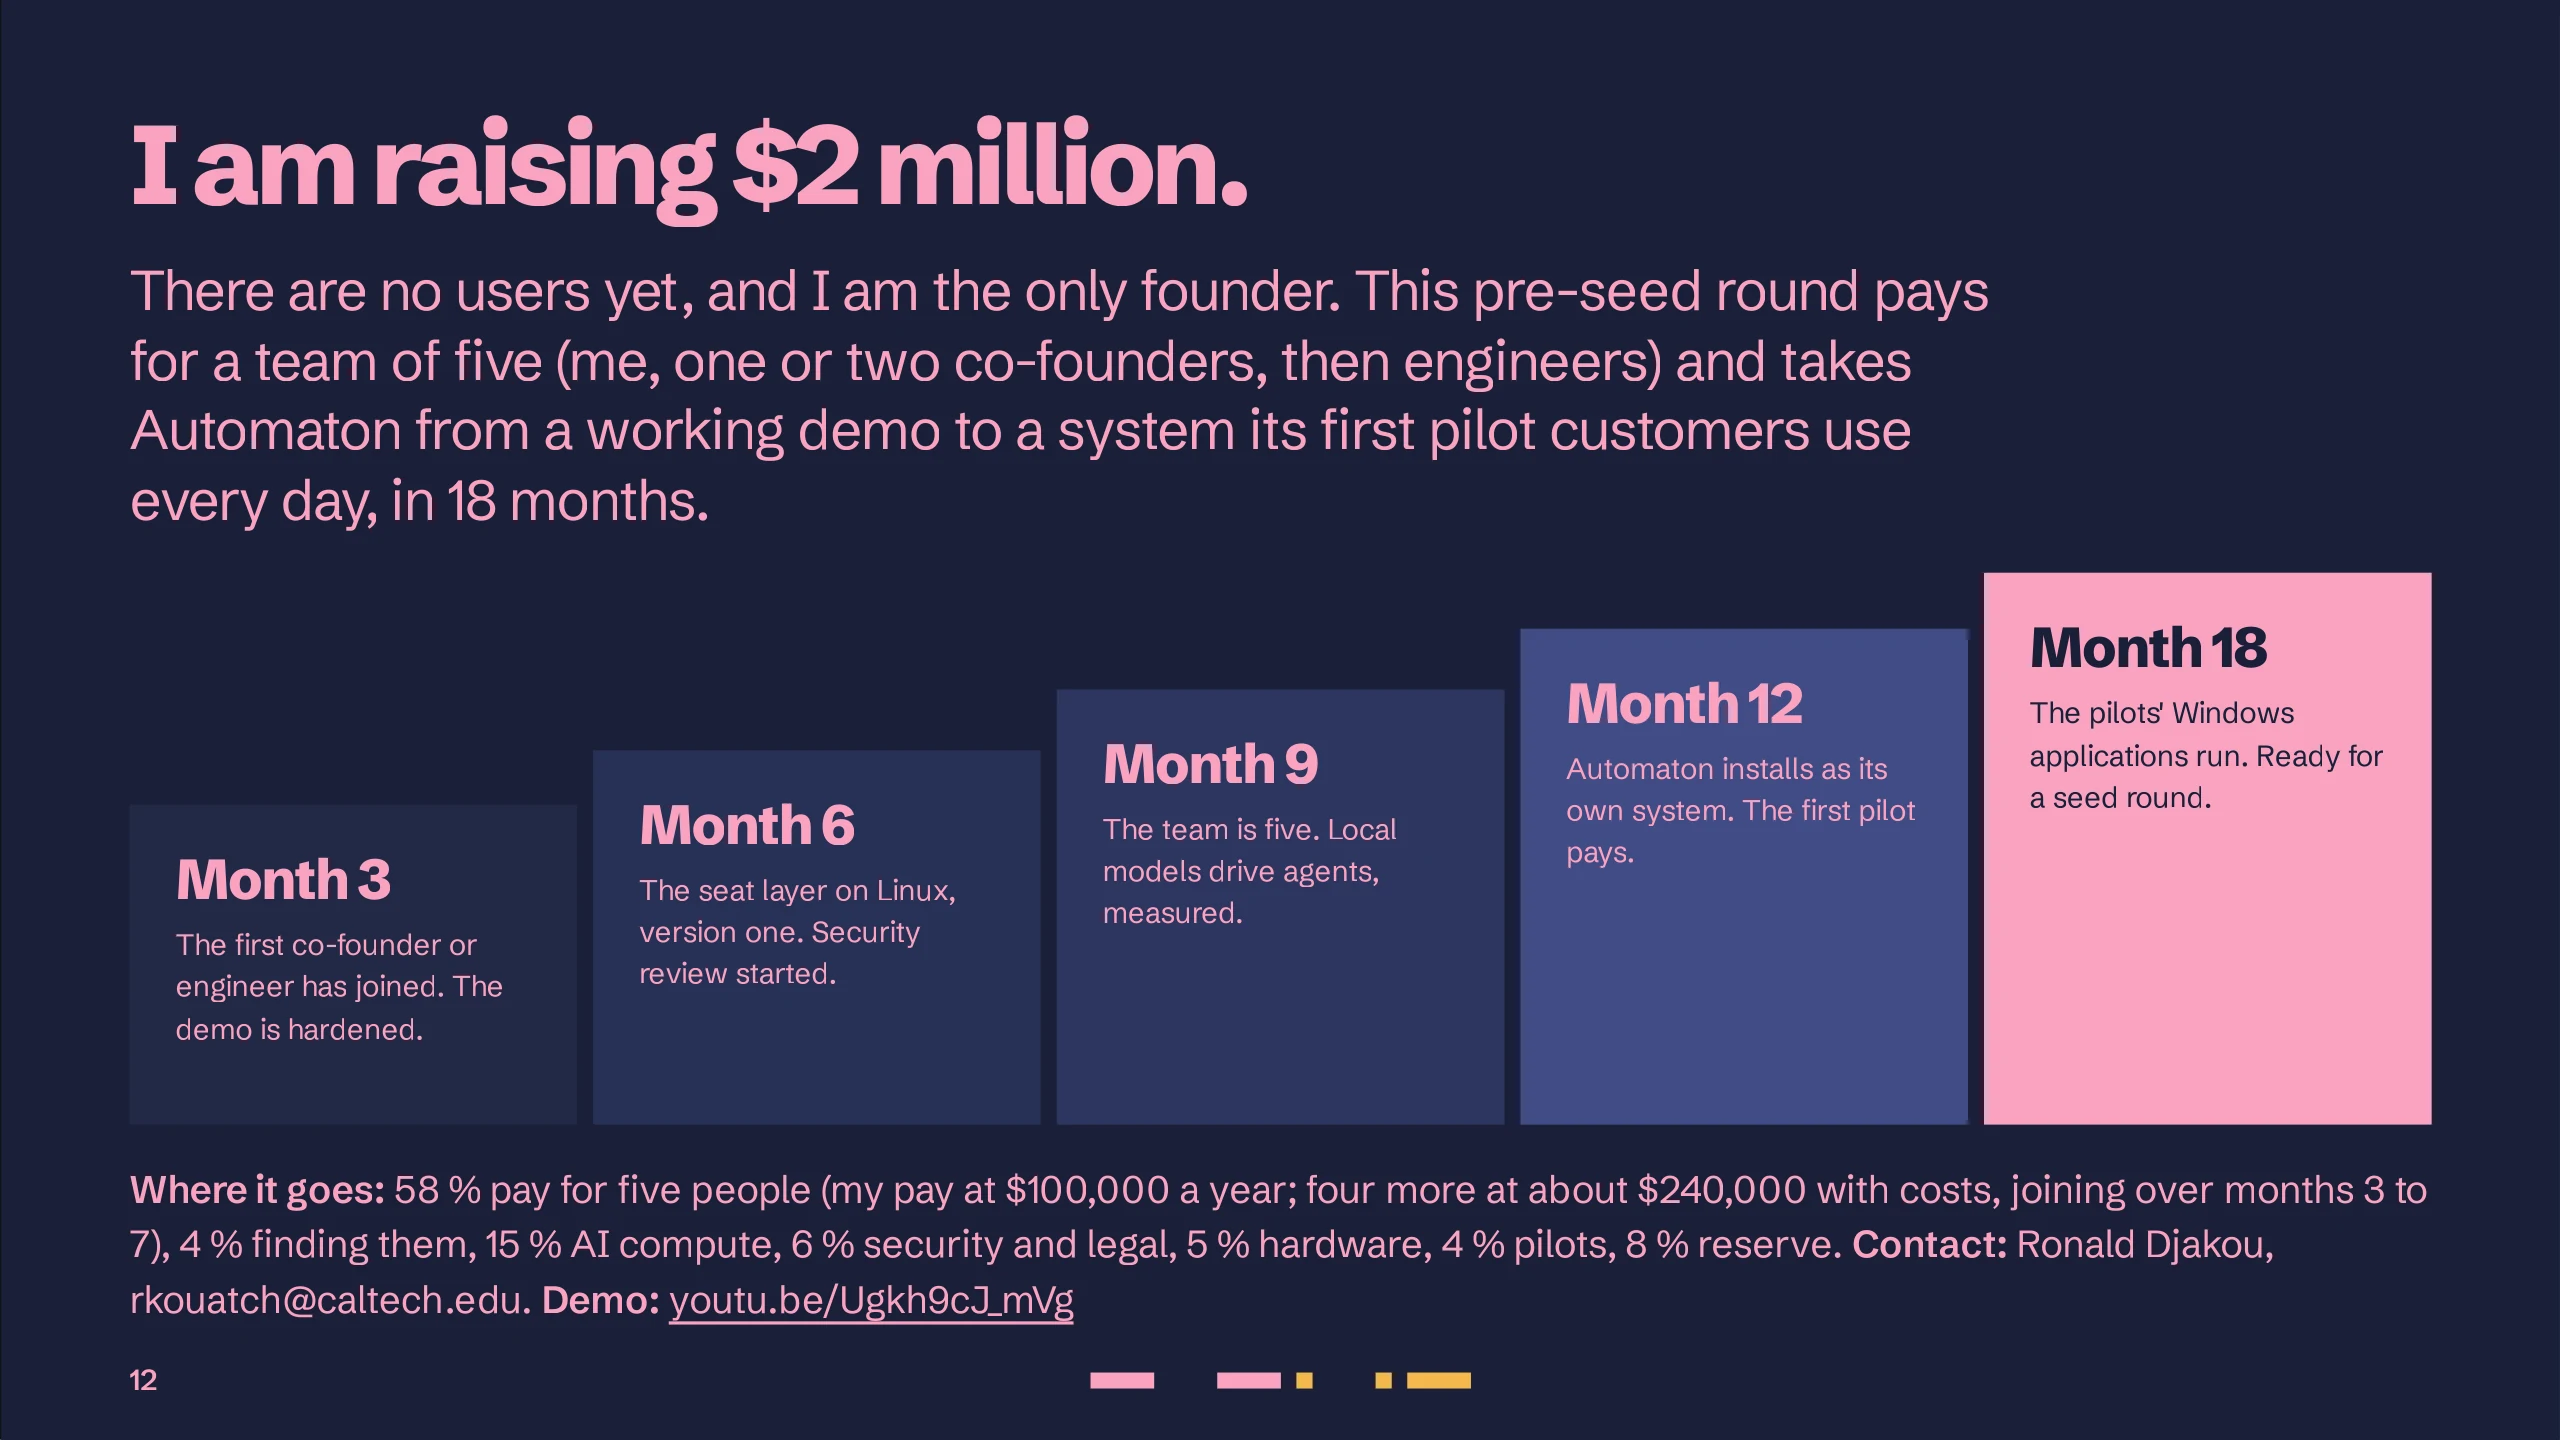 I am raising $2 million.
There are no users yet, and I am the only founder. This pre-seed round pays
for a team of five (me, one or two co-founders, then engineers) and takes
Automaton from a working demo to a system its first pilot customers use
every day, in 18 months.
Month 3
The first co-founder or
engineer has joined. The
demo is hardened.
Month 6
The seat layer on Linux,
version one. Security
review started.
Month 9
The team is five. Local
models drive agents,
measured.
Month 12
Automaton installs as its
own system. The first pilot
pays.
Month 18
The pilots' Windows
applications run. Ready for
a seed round.
Where it goes: 58 % pay for five people (my pay at $100,000 a year; four more at about $240,000 with costs, joining over months 3 to
7), 4 % finding them, 15 % AI compute, 6 % security and legal, 5 % hardware, 4 % pilots, 8 % reserve. Contact: Ronald Djakou,
rkouatch@caltech.edu. Demo: youtu.be/Ugkh9cJ_mVg
12